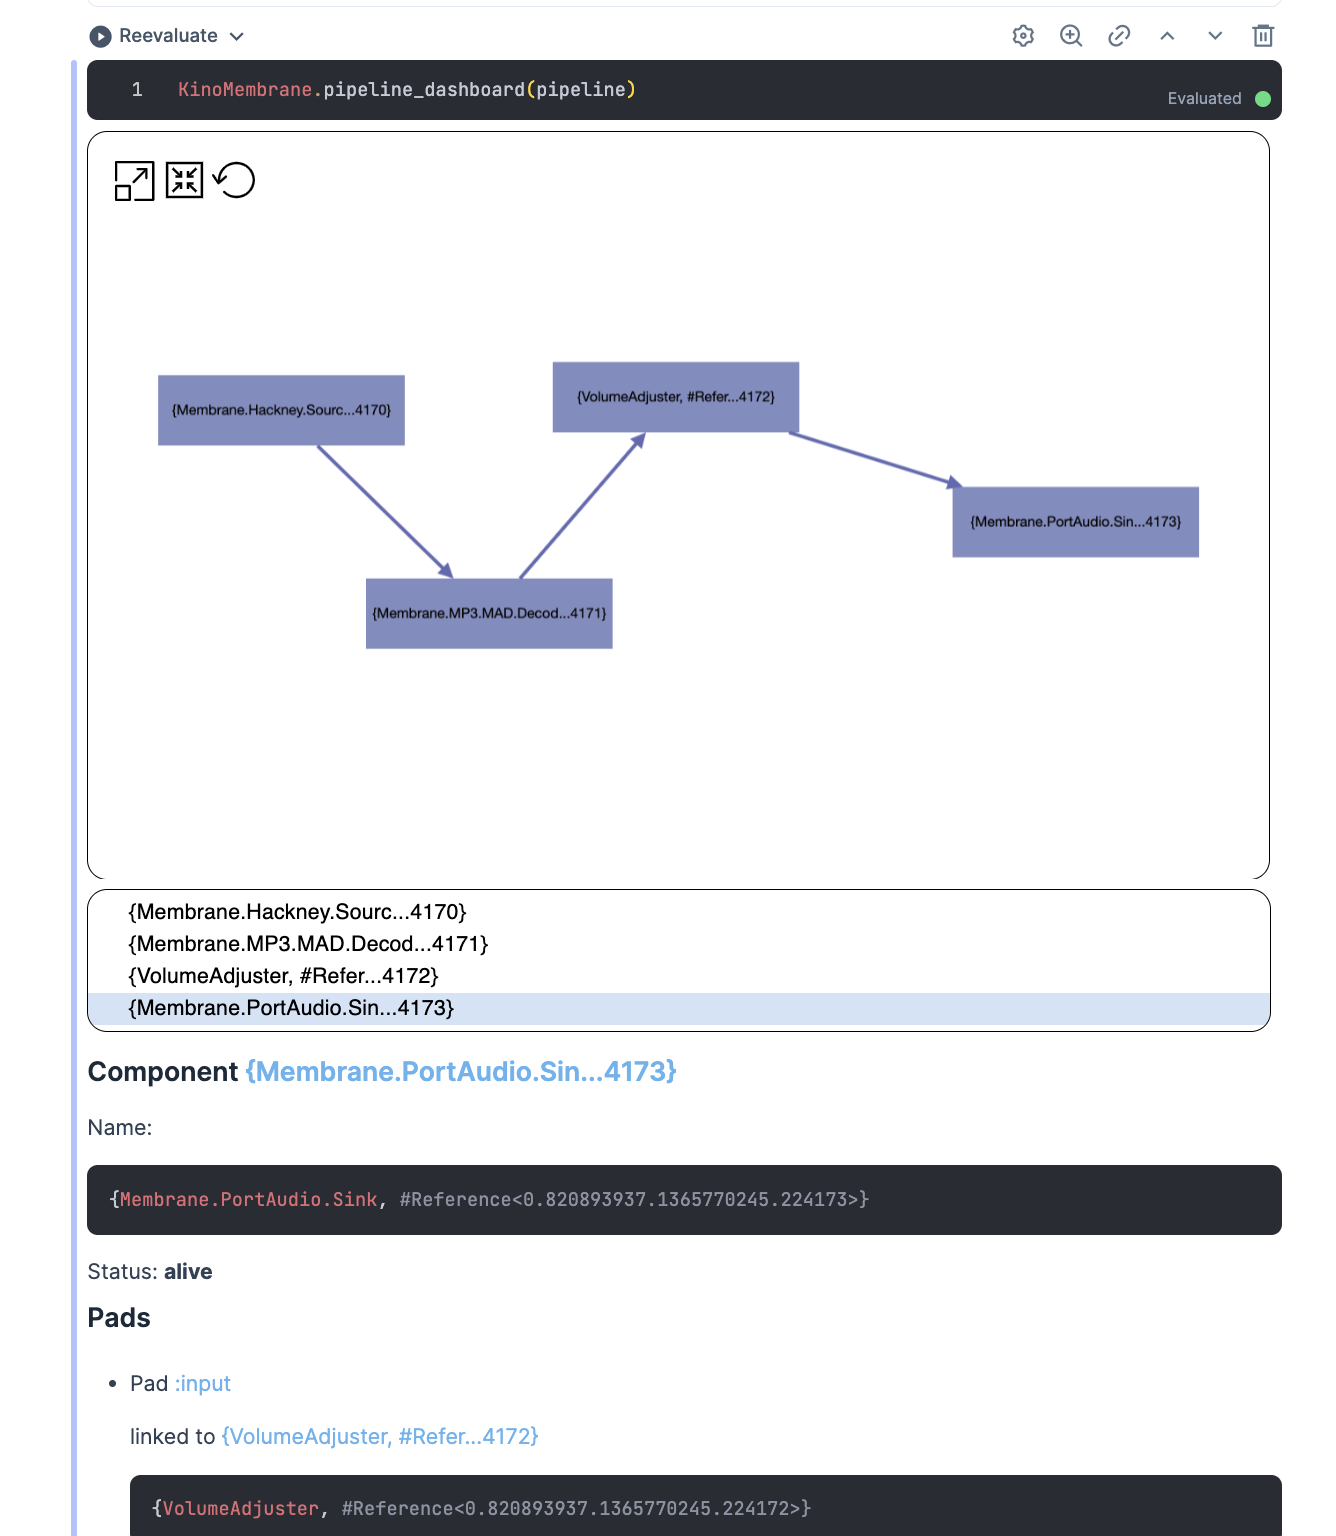 Reevaluate
1 KinoMembrane.pipeline_dashboard(pipeline)
Evaluated
{VolumeAdjuster, #Refer...4172}
{Membrane.Hackney.Sourc...4170}
{Membrane.PortAudio.Sin...4173}
{Membrane.MP3.MAD.Decod...4171}
{Membrane.Hackney.Sourc...4170}
{Membrane.MP3.MAD.Decod...4171}
{VolumeAdjuster, #Refer...4172}
{Membrane.PortAudio.Sin...4173}
Component {Membrane.PortAudio.Sin...4173}
Name:
{Membrane.PortAudio.Sink, #Reference<0.820893937.1365770245.224173>}
Status: alive
Pads
• Pad :input
linked to {VolumeAdjuster, #Refer...4172}
{VolumeAdjuster, #Reference<0.820893937.1365770245.224172>}